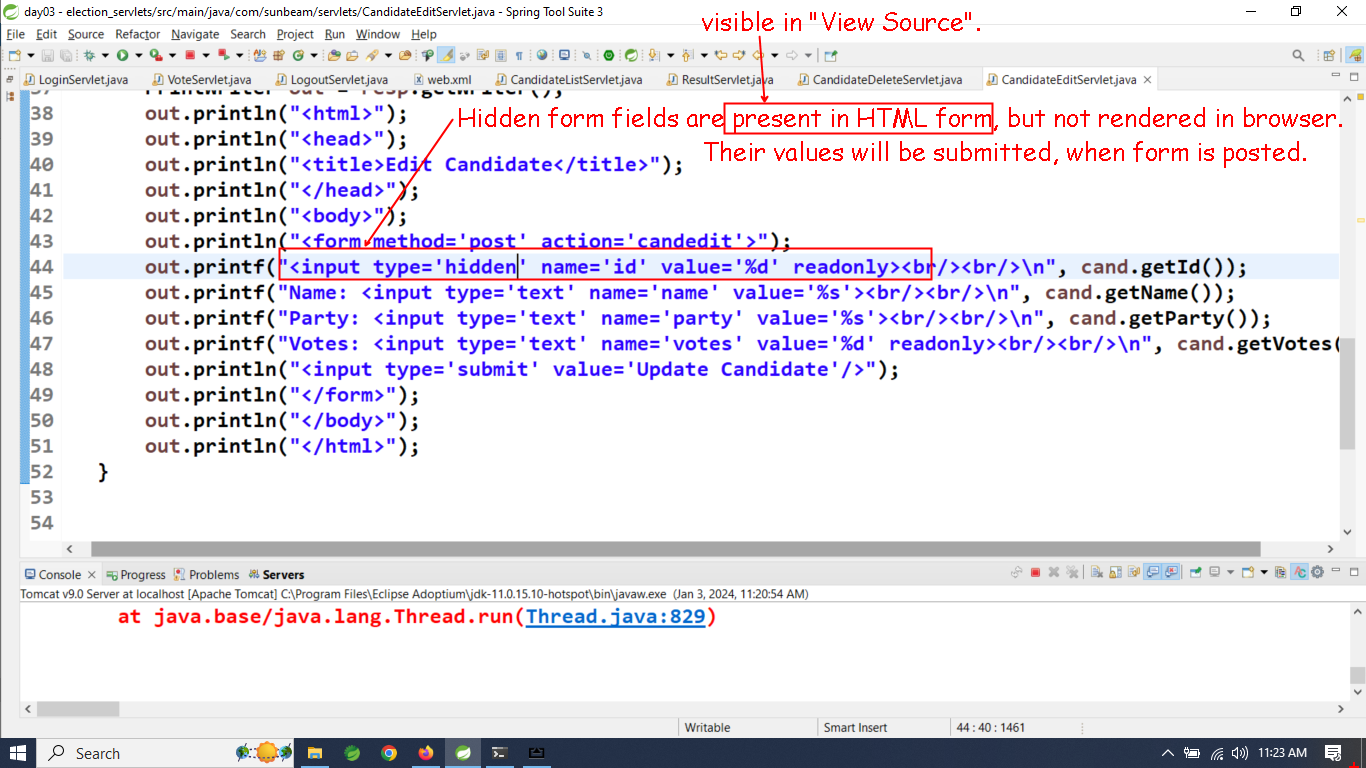 day03 - election_servlets/src/main/java/com/sunbeam/servlets/CandidateEditServlet.java - Spring Tool Suite 3
visible in "View Source".
File Edit Source Refactor Navigate Search Project Run Window Help
LoginServlet.java VoteServlet.java LogoutServlet.java web.xml CandidateListServlet.java ResultServlet.java CandidateDeleteServlet.java CandidateEditServlet.java
37 PrintWriter out = resp.getWriter();
38 out.println("<html>");
Hidden form fields are present in HTML form, but not rendered in browser.
39 out.println("<head>");
Their values will be submitted, when form is posted.
40 out.println("<title>Edit Candidate</title>");
41 out.println("</head>");
42 out.println("<body>");
43 out.println("<form method='post' action='candedit'>");
44 out.printf("<input type='hidden' name='id' value='%d' readonly><br/><br/>\n", cand.getId());
45 out.printf("Name: <input type='text' name='name' value='%s'><br/><br/>\n", cand.getName());
46 out.printf("Party: <input type='text' name='party' value='%s'><br/><br/>\n", cand.getParty());
47 out.printf("Votes: <input type='text' name='votes' value='%d' readonly><br/><br/>\n", cand.getVotes(
48 out.println("<input type='submit' value='Update Candidate'/>");
49 out.println("</form>");
50 out.println("</body>");
51 out.println("</html>");
52 }
53
54
Console Progress Problems Servers
Tomcat v9.0 Server at localhost [Apache Tomcat] C:\Program Files\Eclipse Adoptium\jdk-11.0.15.10-hotspot\bin\javaw.exe (Jan 3, 2024, 11:20:54 AM)
at java.base/java.lang.Thread.run(Thread.java:829)
Writable Smart Insert 44 : 40 : 1461
Search 11:23 AM